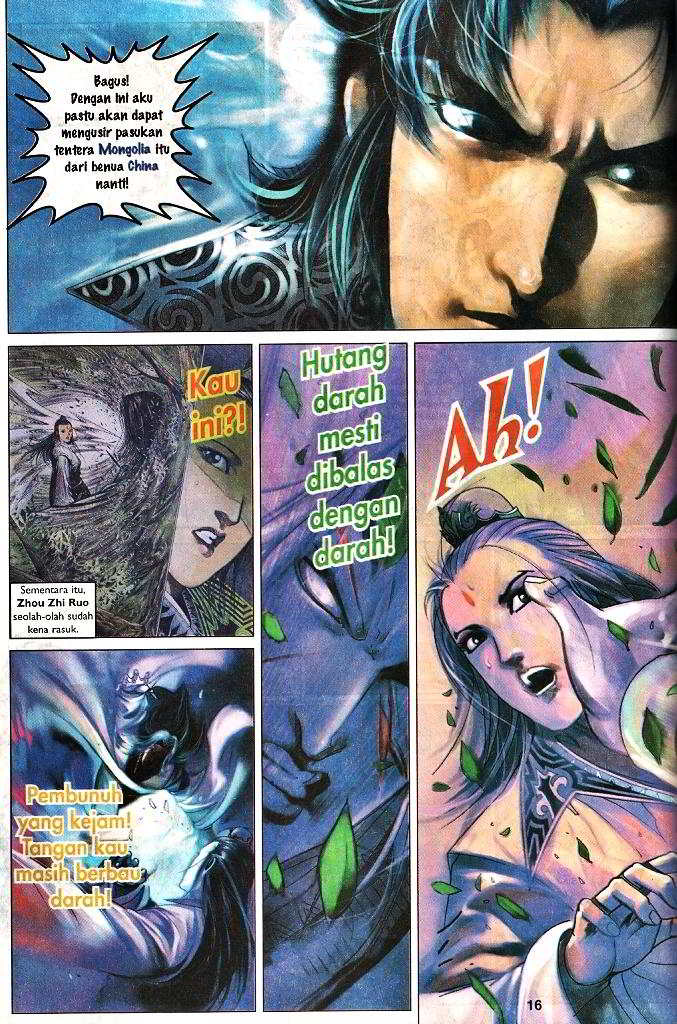 Bagus!
Dengan ini aku
pastu akan dapat
mengusir pasukan
tentera Mongolia itu
dari benua China
nanti!
Kau
ini?!
Sementara itu,
Zhou Zhi Ruo
seolah-olah sudah
kena rasuk.
Pembunuh
yang kejam!
Tangan kau
masih berbau
darah!
Hutang
darah
mesti
dibalas
dengan
darah!
Ah!
16